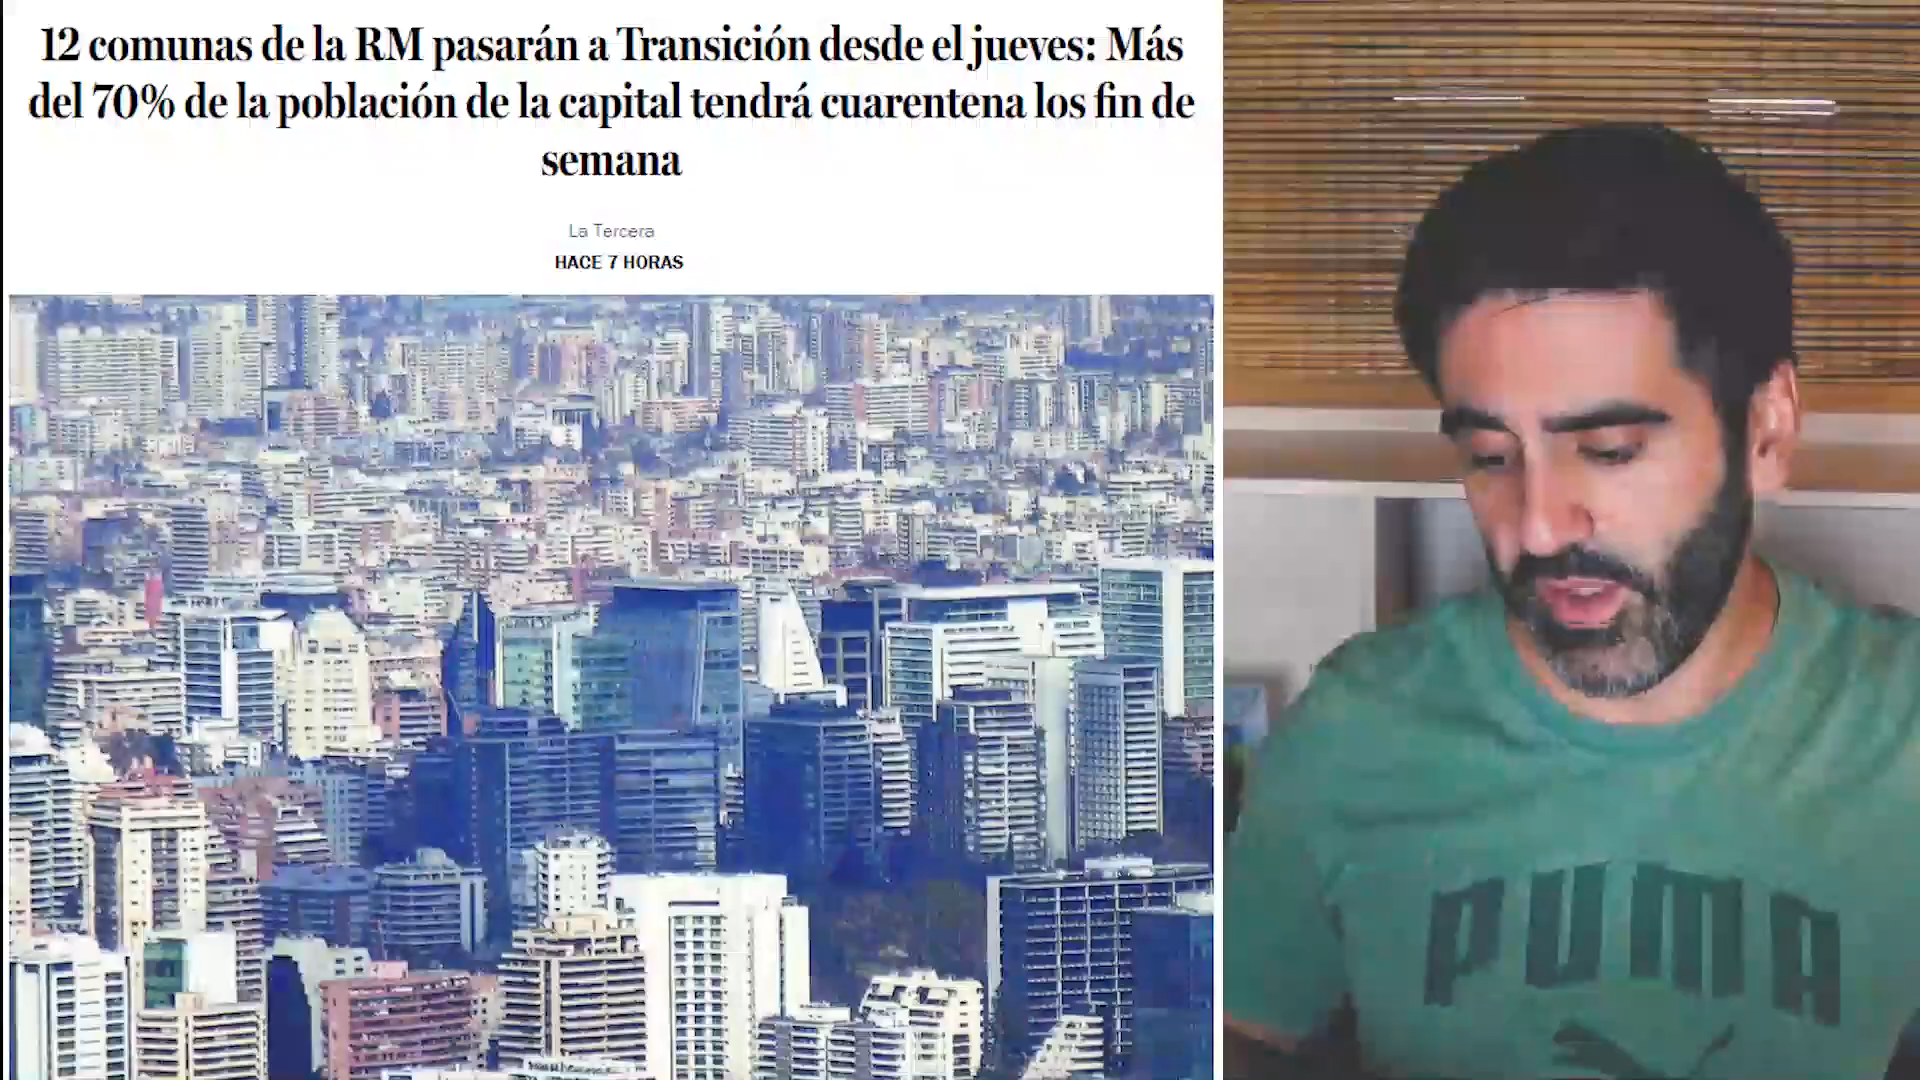 12 comunas de la RM pasarán a Transición desde el jueves: Más
del 70% de la población de la capital tendrá cuarentena los fin de
semana
La Tercera
HACE 7 HORAS
PUMA